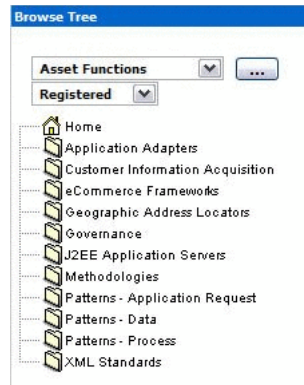 Browse Tree
Asset Functions
...
Registered
Home
Application Adapters
Customer Information Acquisition
eCommerce Frameworks
Geographic Address Locators
Governance
J2EE Application Servers
Methodologies
Patterns - Application Request
Patterns - Data
Patterns - Process
XML Standards